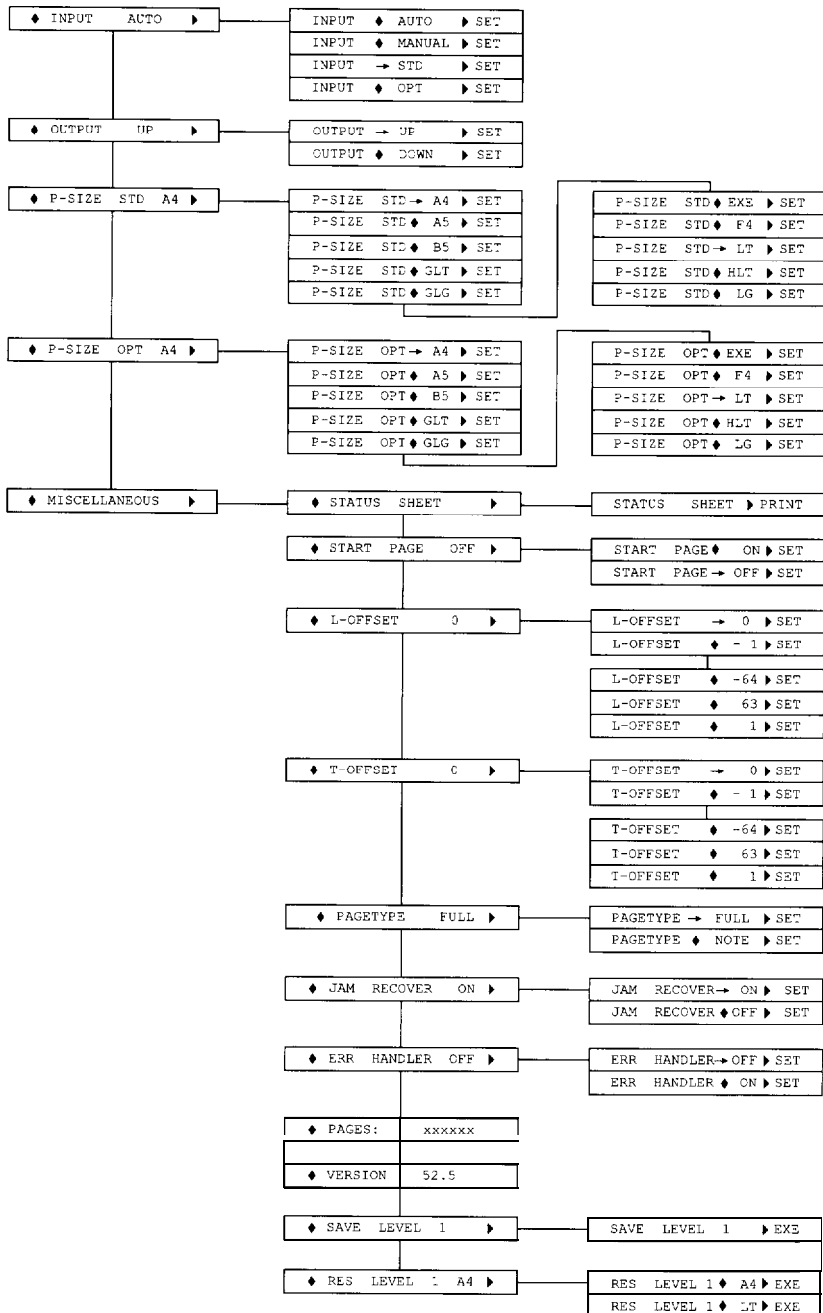 ♦ INPUT AUTO ▶
INPUT ♦ AUTO ▶ SET
INPUT ♦ MANUAL ▶ SET
INPUT → STD ▶ SET
INPUT ♦ OPT ▶ SET
♦ OUTPUT UP ▶
OUTPUT → UP ▶ SET
OUTPUT ♦ DOWN ▶ SET
♦ P-SIZE STD A4 ▶
P-SIZE STD → A4 ▶ SET
P-SIZE STD ♦ A5 ▶ SET
P-SIZE STD ♦ B5 ▶ SET
P-SIZE STD ♦ GLT ▶ SET
P-SIZE STD ♦ GLG ▶ SET
P-SIZE STD ♦ EXE ▶ SET
P-SIZE STD ♦ F4 ▶ SET
P-SIZE STD → LT ▶ SET
P-SIZE STD ♦ HLT ▶ SET
P-SIZE STD ♦ LG ▶ SET
♦ P-SIZE OPT A4 ▶
P-SIZE OPT → A4 ▶ SET
P-SIZE OPT ♦ A5 ▶ SET
P-SIZE OPT ♦ B5 ▶ SET
P-SIZE OPT ♦ GLT ▶ SET
P-SIZE OPT ♦ GLG ▶ SET
P-SIZE OPT ♦ EXE ▶ SET
P-SIZE OPT ♦ F4 ▶ SET
P-SIZE OPT → LT ▶ SET
P-SIZE OPT ♦ HLT ▶ SET
P-SIZE OPT ♦ LG ▶ SET
♦ MISCELLANEOUS ▶
♦ STATUS SHEET ▶
STATUS SHEET ▶ PRINT
♦ START PAGE OFF ▶
START PAGE ♦ ON ▶ SET
START PAGE → OFF ▶ SET
♦ L-OFFSET 0 ▶
L-OFFSET → 0 ▶ SET
L-OFFSET ♦ - 1 ▶ SET
L-OFFSET ♦ -64 ▶ SET
L-OFFSET ♦ 63 ▶ SET
L-OFFSET ♦ 1 ▶ SET
♦ T-OFFSET 0 ▶
T-OFFSET → 0 ▶ SET
T-OFFSET ♦ - 1 ▶ SET
T-OFFSET ♦ -64 ▶ SET
T-OFFSET ♦ 63 ▶ SET
T-OFFSET ♦ 1 ▶ SET
♦ PAGETYPE FULL ▶
PAGETYPE → FULL ▶ SET
PAGETYPE ♦ NOTE ▶ SET
♦ JAM RECOVER ON ▶
JAM RECOVER → ON ▶ SET
JAM RECOVER ♦ OFF ▶ SET
♦ ERR HANDLER OFF ▶
ERR HANDLER → OFF ▶ SET
ERR HANDLER ♦ ON ▶ SET
♦ PAGES: xxxxxx
♦ VERSION 52.5
♦ SAVE LEVEL 1 ▶
SAVE LEVEL 1 ▶ EXE
♦ RES LEVEL 1 A4 ▶
RES LEVEL 1 ♦ A4 ▶ EXE
RES LEVEL 1 ♦ LT ▶ EXE